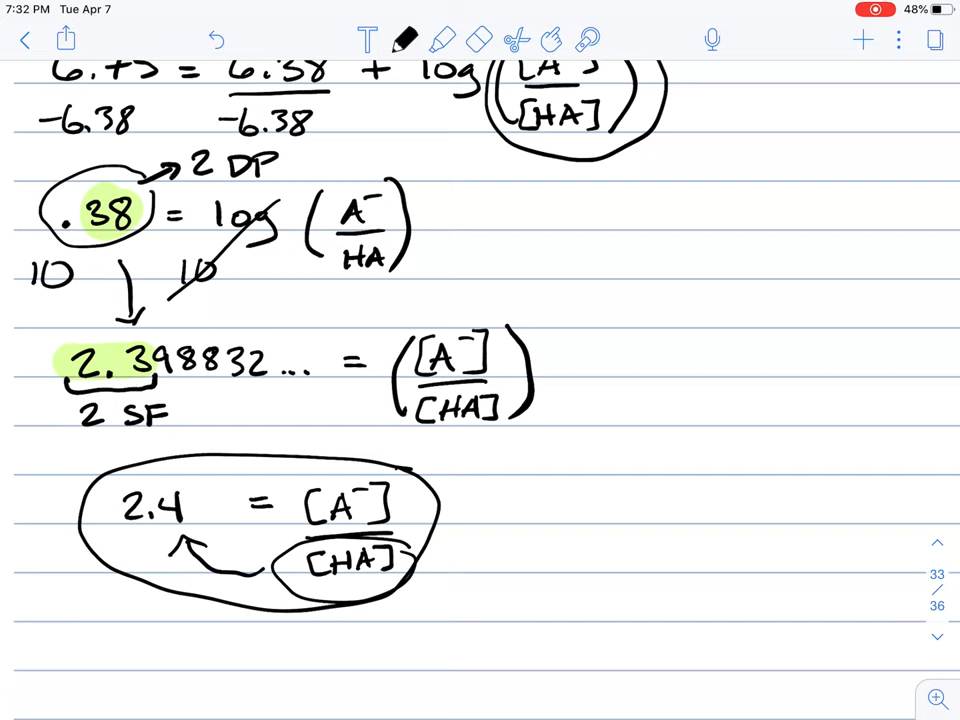 7:32 PM Tue Apr 7
48%
6.75 = 6.38 + log ([A⁻]
[HA])
-6.38 -6.38
→ 2 DP
.38 = log (A⁻
HA)
10 10
2.398832... = ([A⁻]
[HA])
2 SF
2.4 = [A⁻]
[HA]
33
/
36